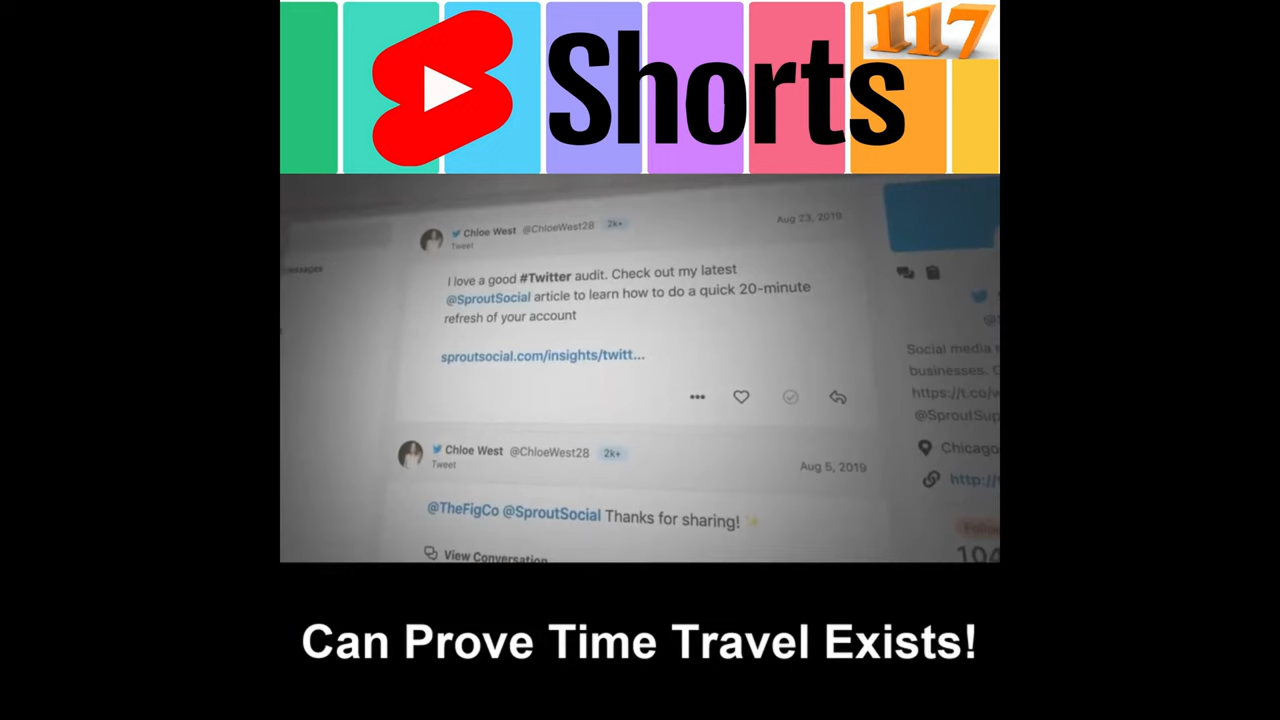 Shorts
117
Chloe West @ChloeWest28 2k+
Aug 23, 2019
Tweet
I love a good #Twitter audit. Check out my latest
@SproutSocial article to learn how to do a quick 20-minute
refresh of your account
sproutsocial.com/insights/twitt...
Chloe West @ChloeWest28 2k+
Aug 5, 2019
Tweet
@TheFigCo @SproutSocial Thanks for sharing! ✨
View Conversation
Social media
businesses.
https://t.co/
@SproutSup
Chicago
http://
104
Can Prove Time Travel Exists!